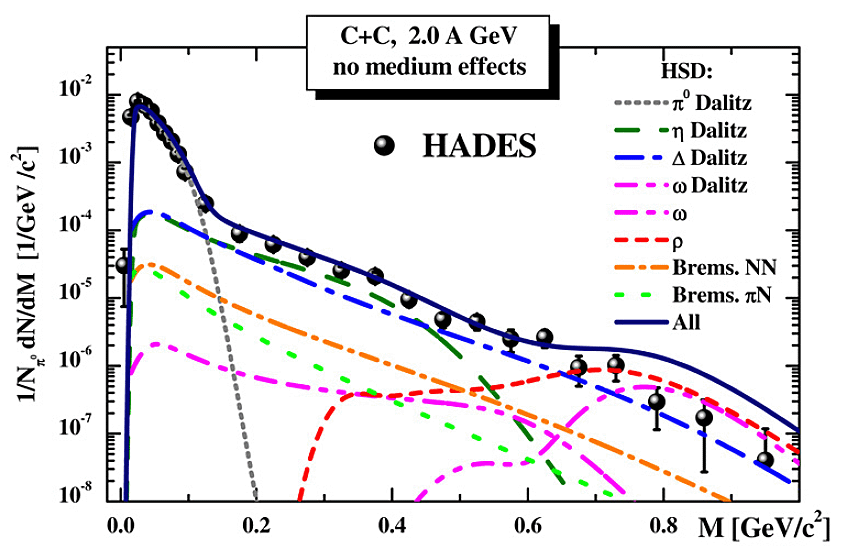 C+C, 2.0 A GeV
no medium effects
HADES
HSD:
π⁰ Dalitz
η Dalitz
Δ Dalitz
ω Dalitz
ω
ρ
Brems. NN
Brems. πN
All
1/N_π⁰ dN/dM [1/GeV /c²]
10⁻²
10⁻³
10⁻⁴
10⁻⁵
10⁻⁶
10⁻⁷
10⁻⁸
0.0 0.2 0.4 0.6 0.8
M [GeV/c²]